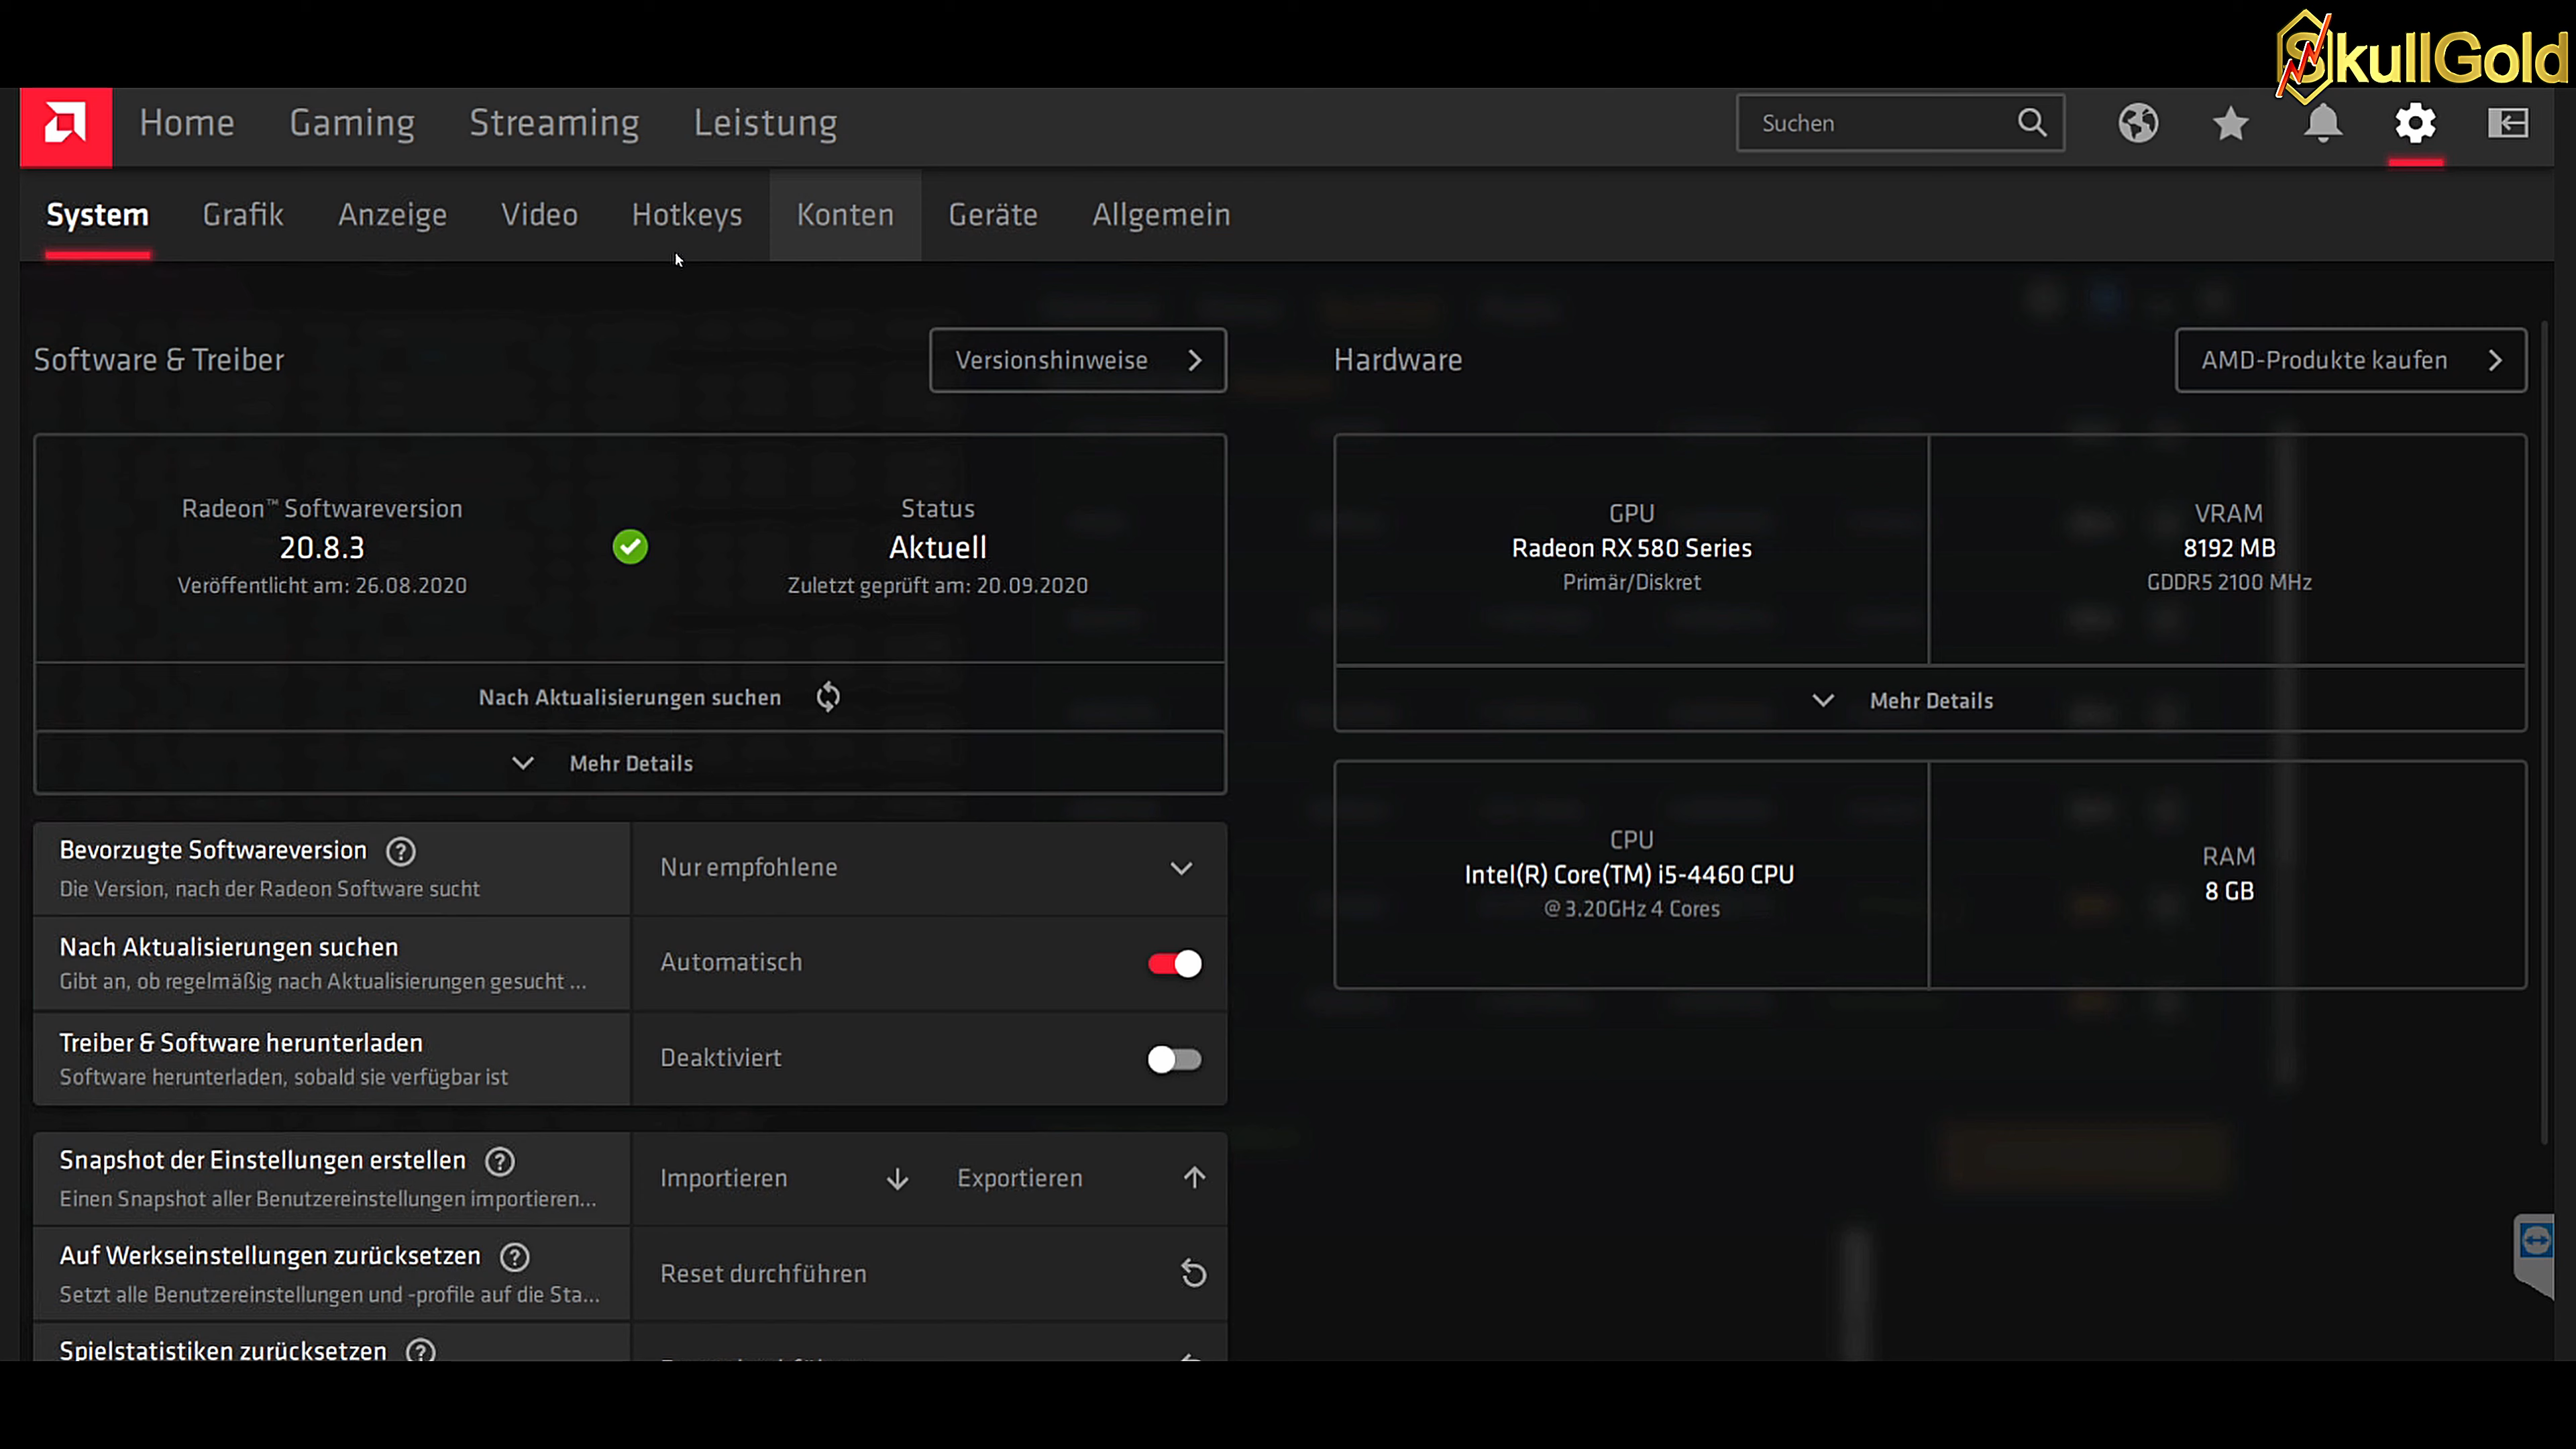 SkullGold
Home Gaming Streaming Leistung Suchen
System Grafik Anzeige Video Hotkeys Konten Geräte Allgemein
Software & Treiber Versionshinweise
Radeon™ Softwareversion
20.8.3
Veröffentlicht am: 26.08.2020
Status
Aktuell
Zuletzt geprüft am: 20.09.2020
Nach Aktualisierungen suchen
Mehr Details
Bevorzugte Softwareversion
Die Version, nach der Radeon Software sucht
Nur empfohlene
Nach Aktualisierungen suchen
Gibt an, ob regelmäßig nach Aktualisierungen gesucht ...
Automatisch
Treiber & Software herunterladen
Software herunterladen, sobald sie verfügbar ist
Deaktiviert
Snapshot der Einstellungen erstellen
Einen Snapshot aller Benutzereinstellungen importieren...
Importieren Exportieren
Auf Werkseinstellungen zurücksetzen
Setzt alle Benutzereinstellungen und -profile auf die Sta...
Reset durchführen
Spielstatistiken zurücksetzen
Hardware AMD-Produkte kaufen
GPU
Radeon RX 580 Series
Primär/Diskret
VRAM
8192 MB
GDDR5 2100 MHz
Mehr Details
CPU
Intel(R) Core(TM) i5-4460 CPU
@ 3.20GHz 4 Cores
RAM
8 GB